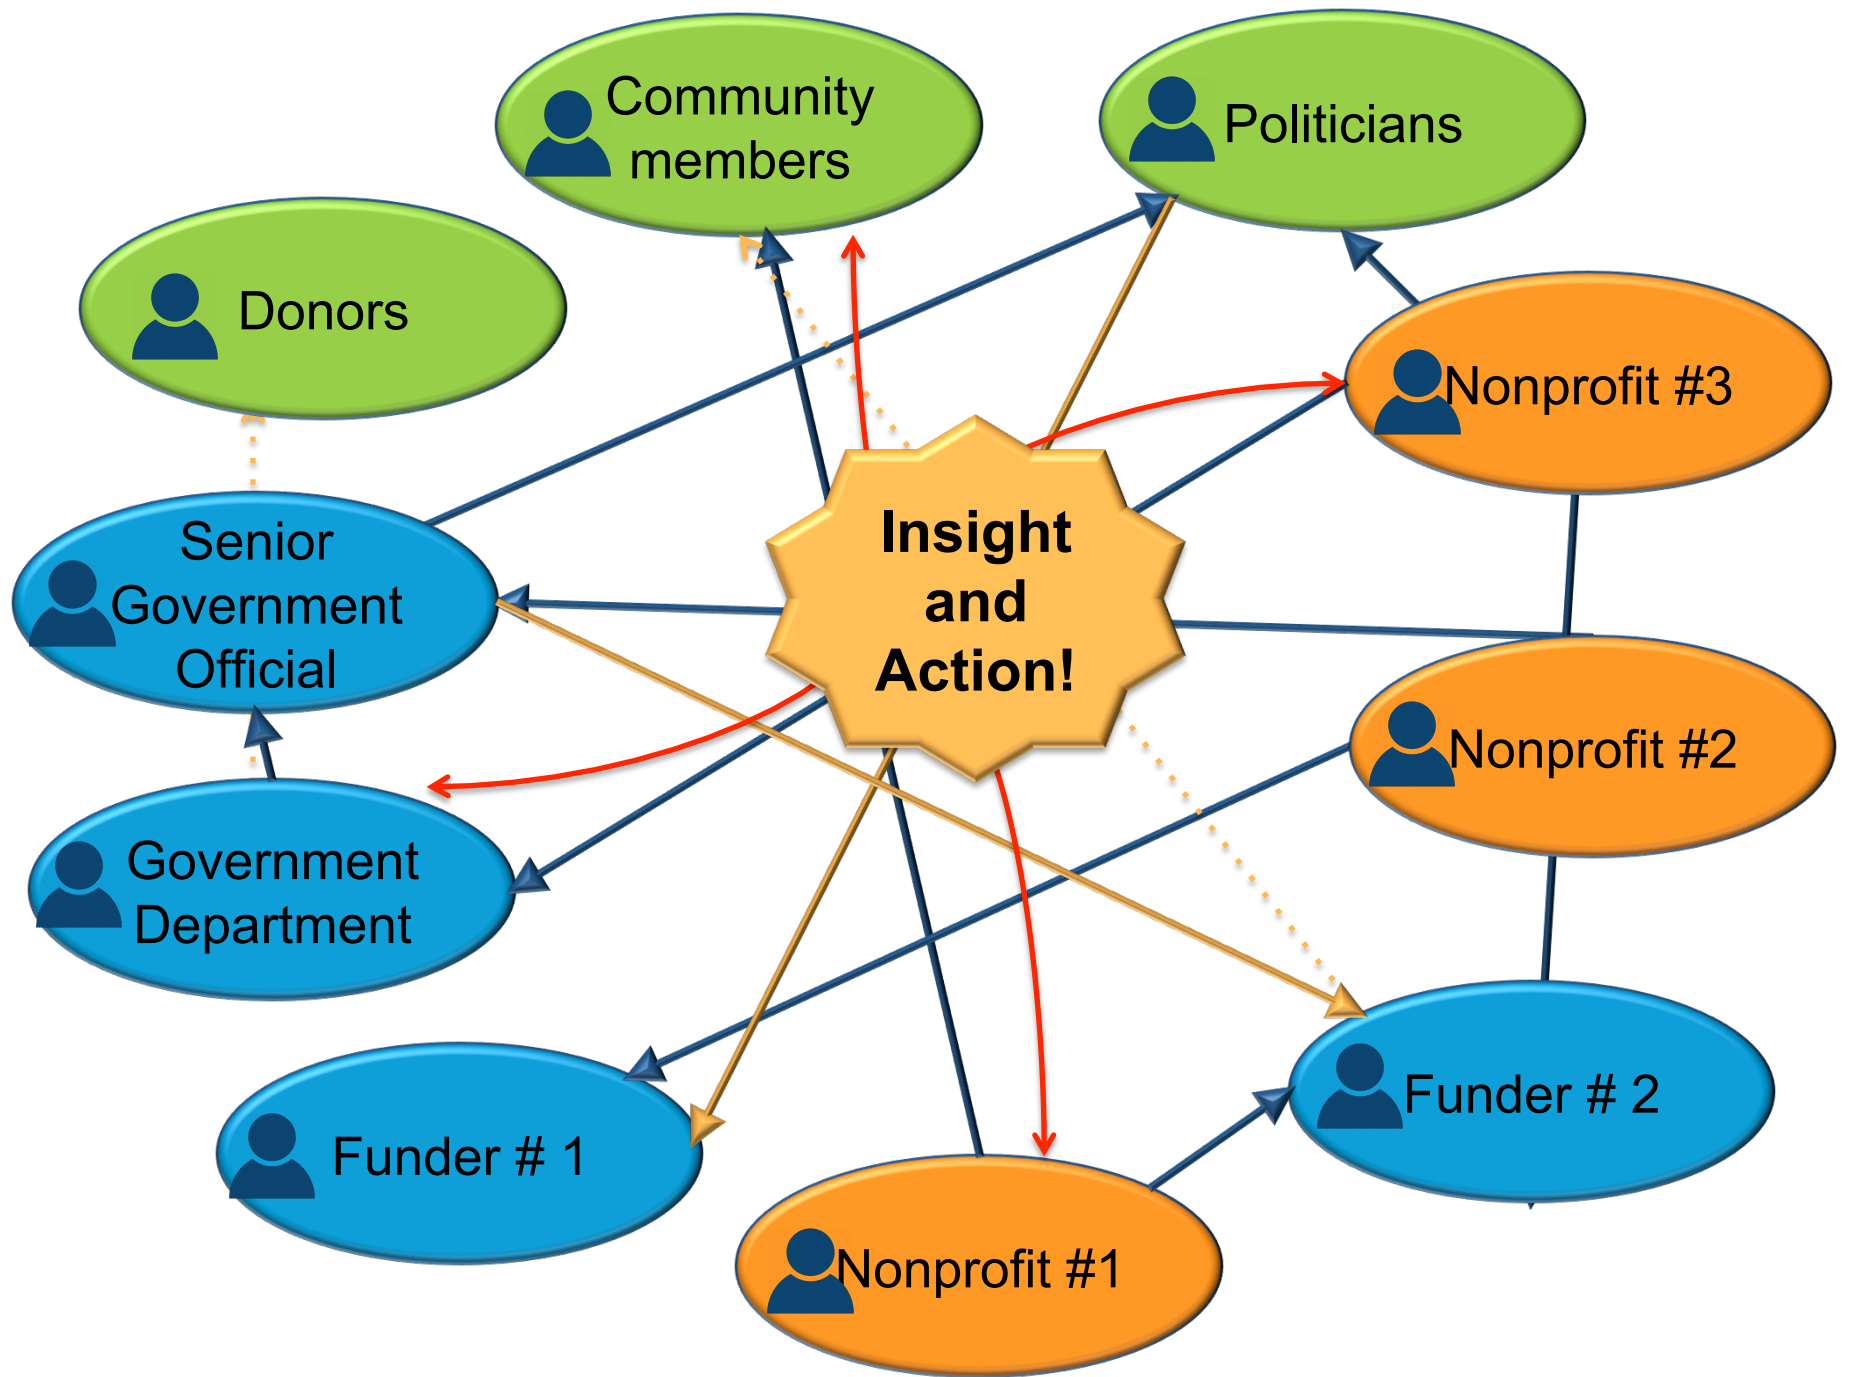 Community
members
Politicians
Donors
Nonprofit #3
Senior
Government
Official
Insight
and
Action!
Nonprofit #2
Government
Department
Funder # 2
Funder # 1
Nonprofit #1